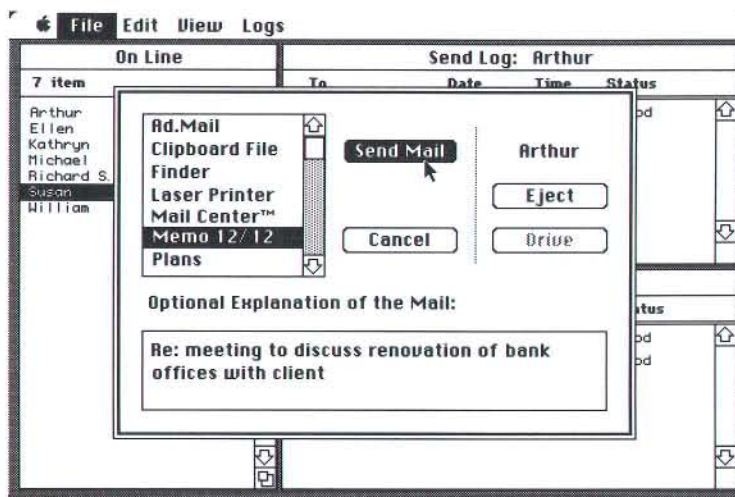 File Edit View Logs
On Line
Send Log: Arthur
7 item
To Date Time Status
Arthur
Ellen
Kathryn
Michael
Richard S.
Susan
William
Ad.Mail
Clipboard File
Finder
Laser Printer
Mail Center™
Memo 12/12
Plans
Send Mail
Cancel
Arthur
Eject
Drive
Optional Explanation of the Mail:
Re: meeting to discuss renovation of bank
offices with client